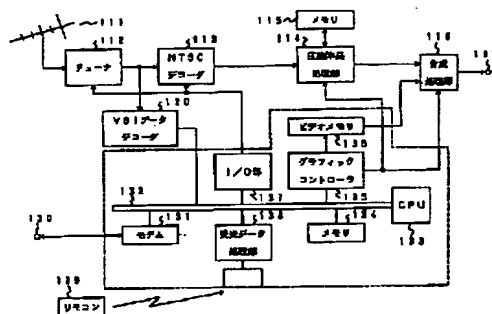 111
112
チューナ
113
NTSC
デコーダ
115
メモリ
114
圧縮伸長
処理部
116
合成
処理部
117
VBIデータ
デコーダ
120
ビデオメモリ
136
I/O部
137
グラフィック
コントローラ
135
132
CPU
133
130
131
モデム
138
受光データ
処理部
134
メモリ
139
リモコン